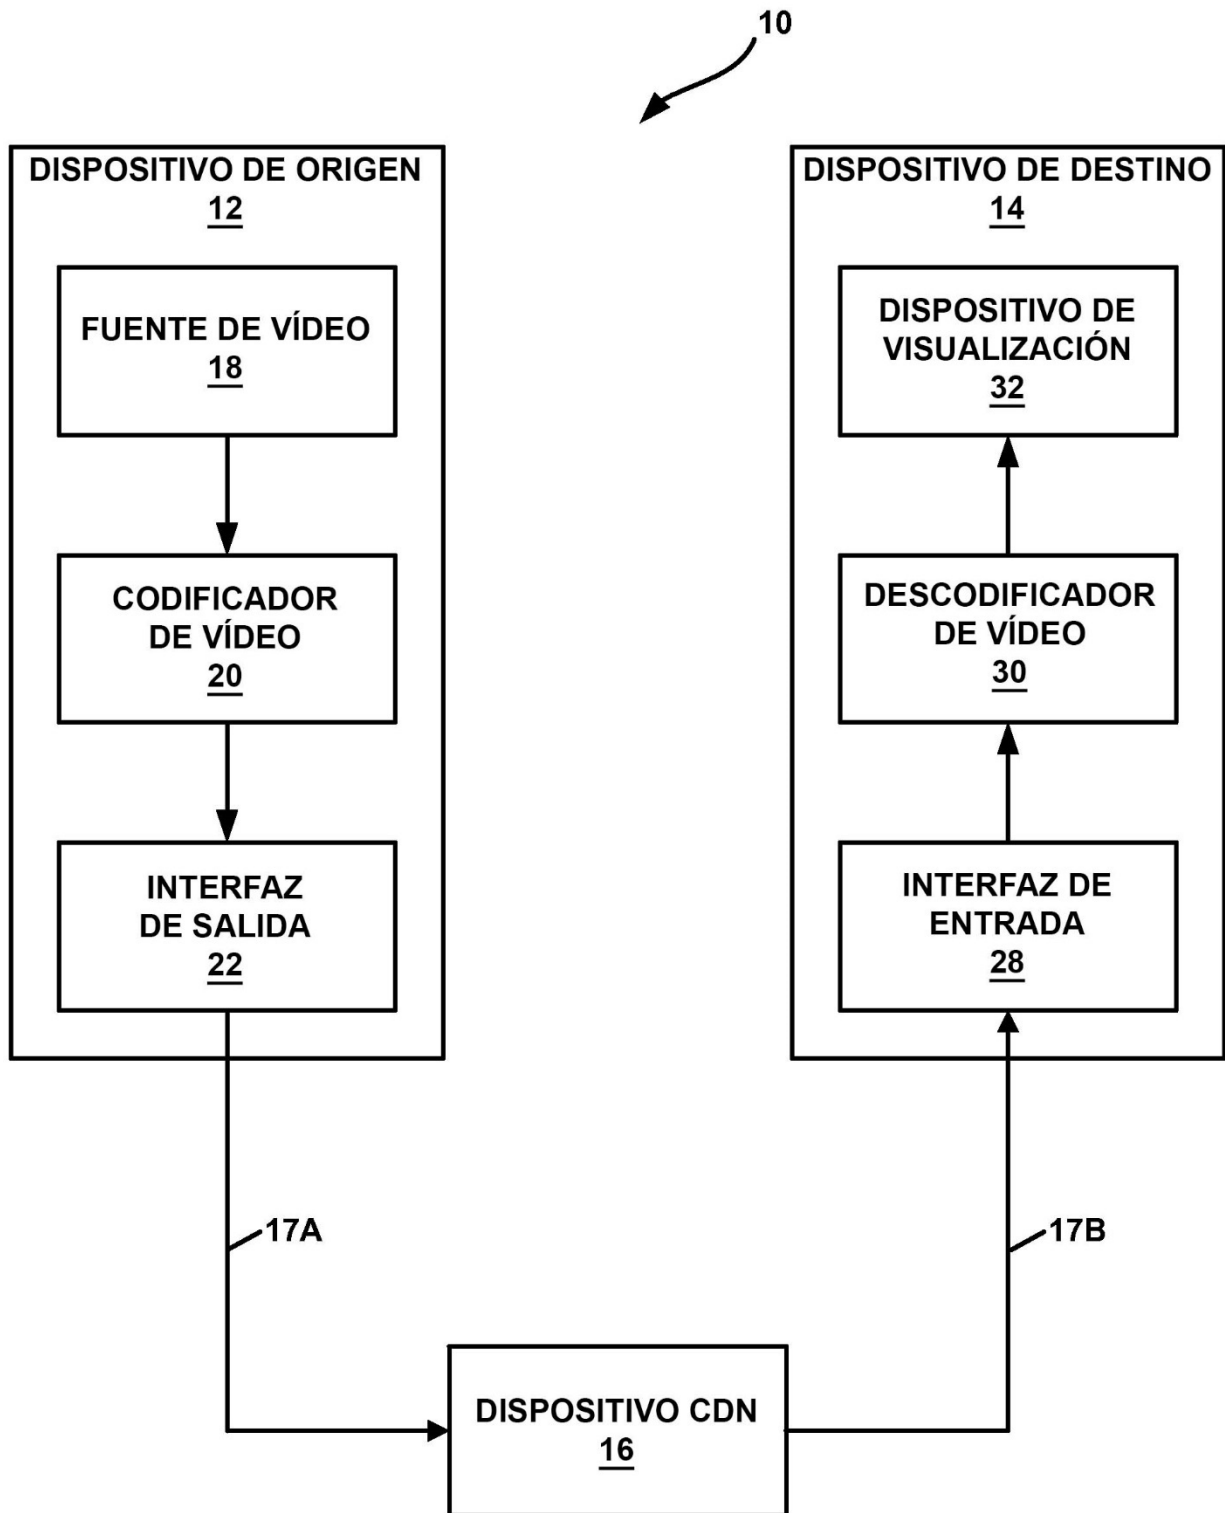 10
DISPOSITIVO DE ORIGEN
12
FUENTE DE VÍDEO
18
CODIFICADOR
DE VÍDEO
20
INTERFAZ
DE SALIDA
22
DISPOSITIVO DE DESTINO
14
DISPOSITIVO DE
VISUALIZACIÓN
32
DESCODIFICADOR
DE VÍDEO
30
INTERFAZ DE
ENTRADA
28
17A
17B
DISPOSITIVO CDN
16